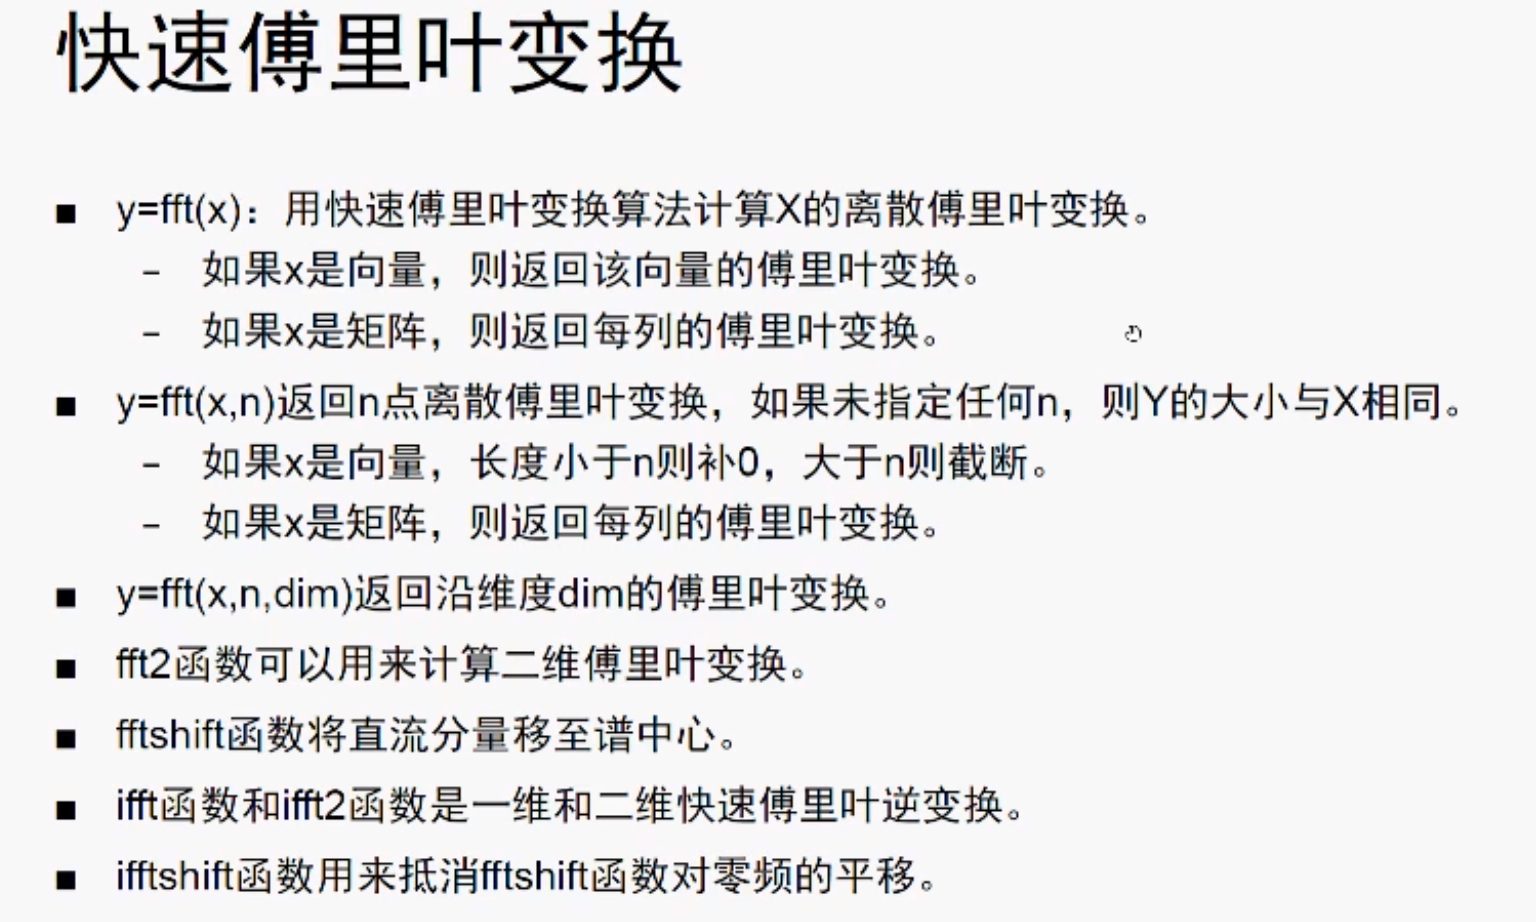 快速傅里叶变换
■ y=fft(x)：用快速傅里叶变换算法计算X的离散傅里叶变换。
– 如果x是向量，则返回该向量的傅里叶变换。
– 如果x是矩阵，则返回每列的傅里叶变换。
■ y=fft(x,n)返回n点离散傅里叶变换，如果未指定任何n，则Y的大小与X相同。
– 如果x是向量，长度小于n则补0，大于n则截断。
– 如果x是矩阵，则返回每列的傅里叶变换。
■ y=fft(x,n,dim)返回沿维度dim的傅里叶变换。
■ fft2函数可以用来计算二维傅里叶变换。
■ fftshift函数将直流分量移至谱中心。
■ ifft函数和ifft2函数是一维和二维快速傅里叶逆变换。
■ ifftshift函数用来抵消fftshift函数对零频的平移。